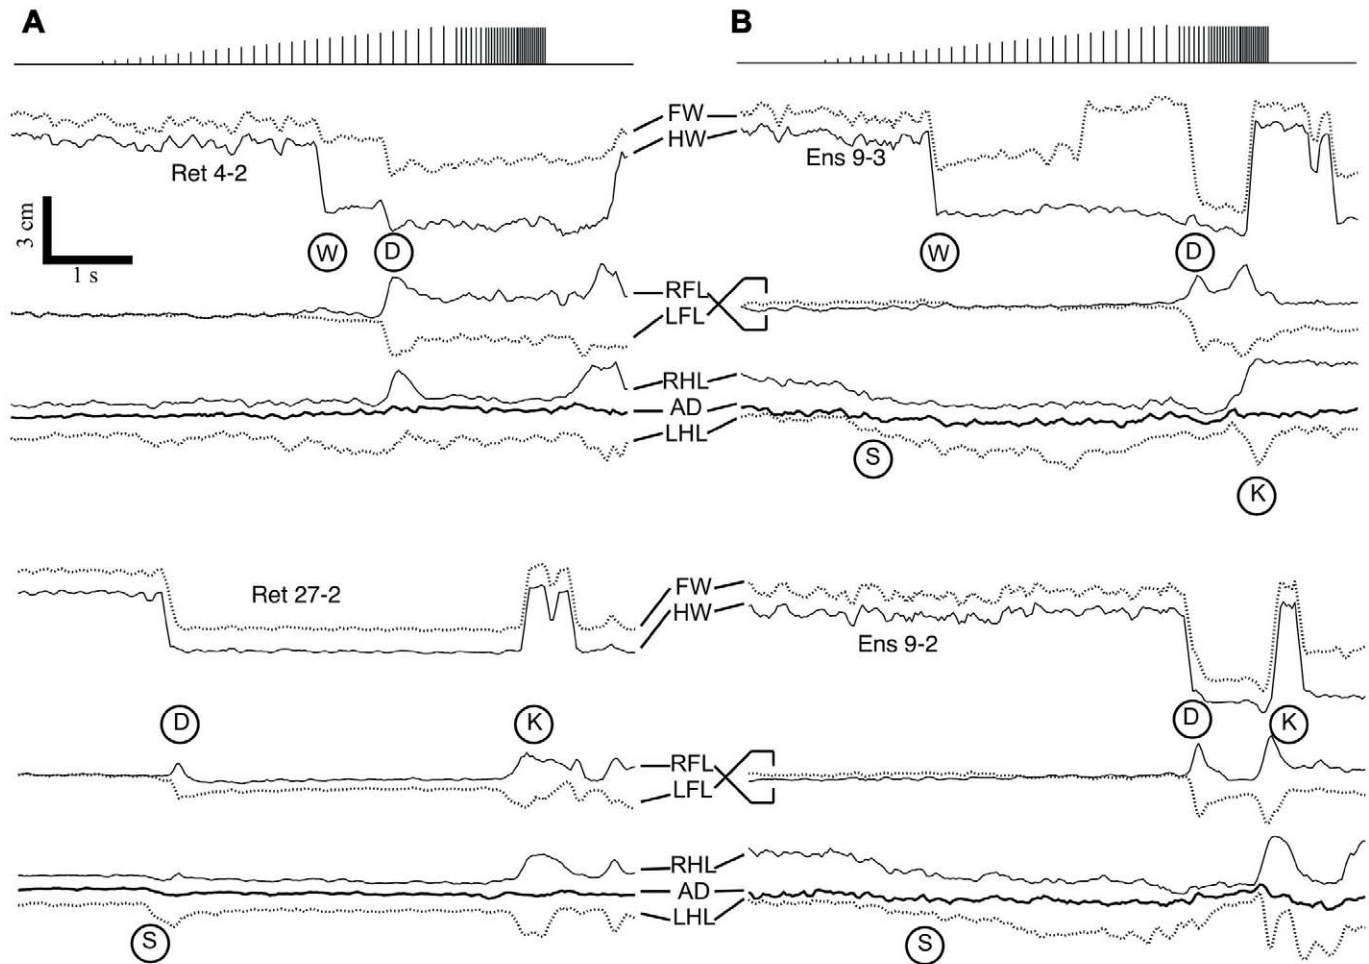 A
B
FW
HW
Ret 4-2
Ens 9-3
3 cm
1 s
W
D
W
D
RFL
LFL
RHL
AD
LHL
S
K
FW
HW
Ret 27-2
Ens 9-2
D
K
D
K
RFL
LFL
RHL
AD
LHL
S
S